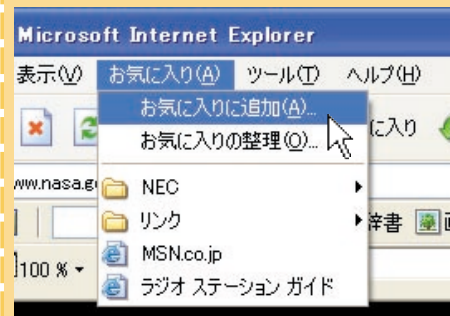 Microsoft Internet Explorer
表示(V) お気に入り(A) ツール(T) ヘルプ(H)
お気に入りに追加(A)...
に入り
お気に入りの整理(O)...
www.nasa.g
NEC
リンク
辞書
MSN.co.jp
100 %
ラジオ ステーション ガイド